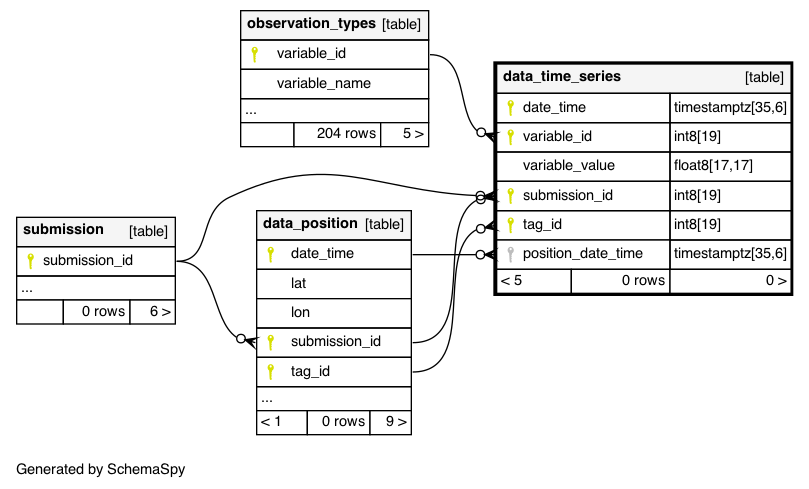 observation_types [table]
variable_id
variable_name
...
204 rows 5 >
data_time_series [table]
date_time timestamptz[35,6]
variable_id int8[19]
variable_value float8[17,17]
submission_id int8[19]
tag_id int8[19]
position_date_time timestamptz[35,6]
< 5 0 rows 0 >
submission [table]
submission_id
...
0 rows 6 >
data_position [table]
date_time
lat
lon
submission_id
tag_id
...
< 1 0 rows 9 >
Generated by SchemaSpy